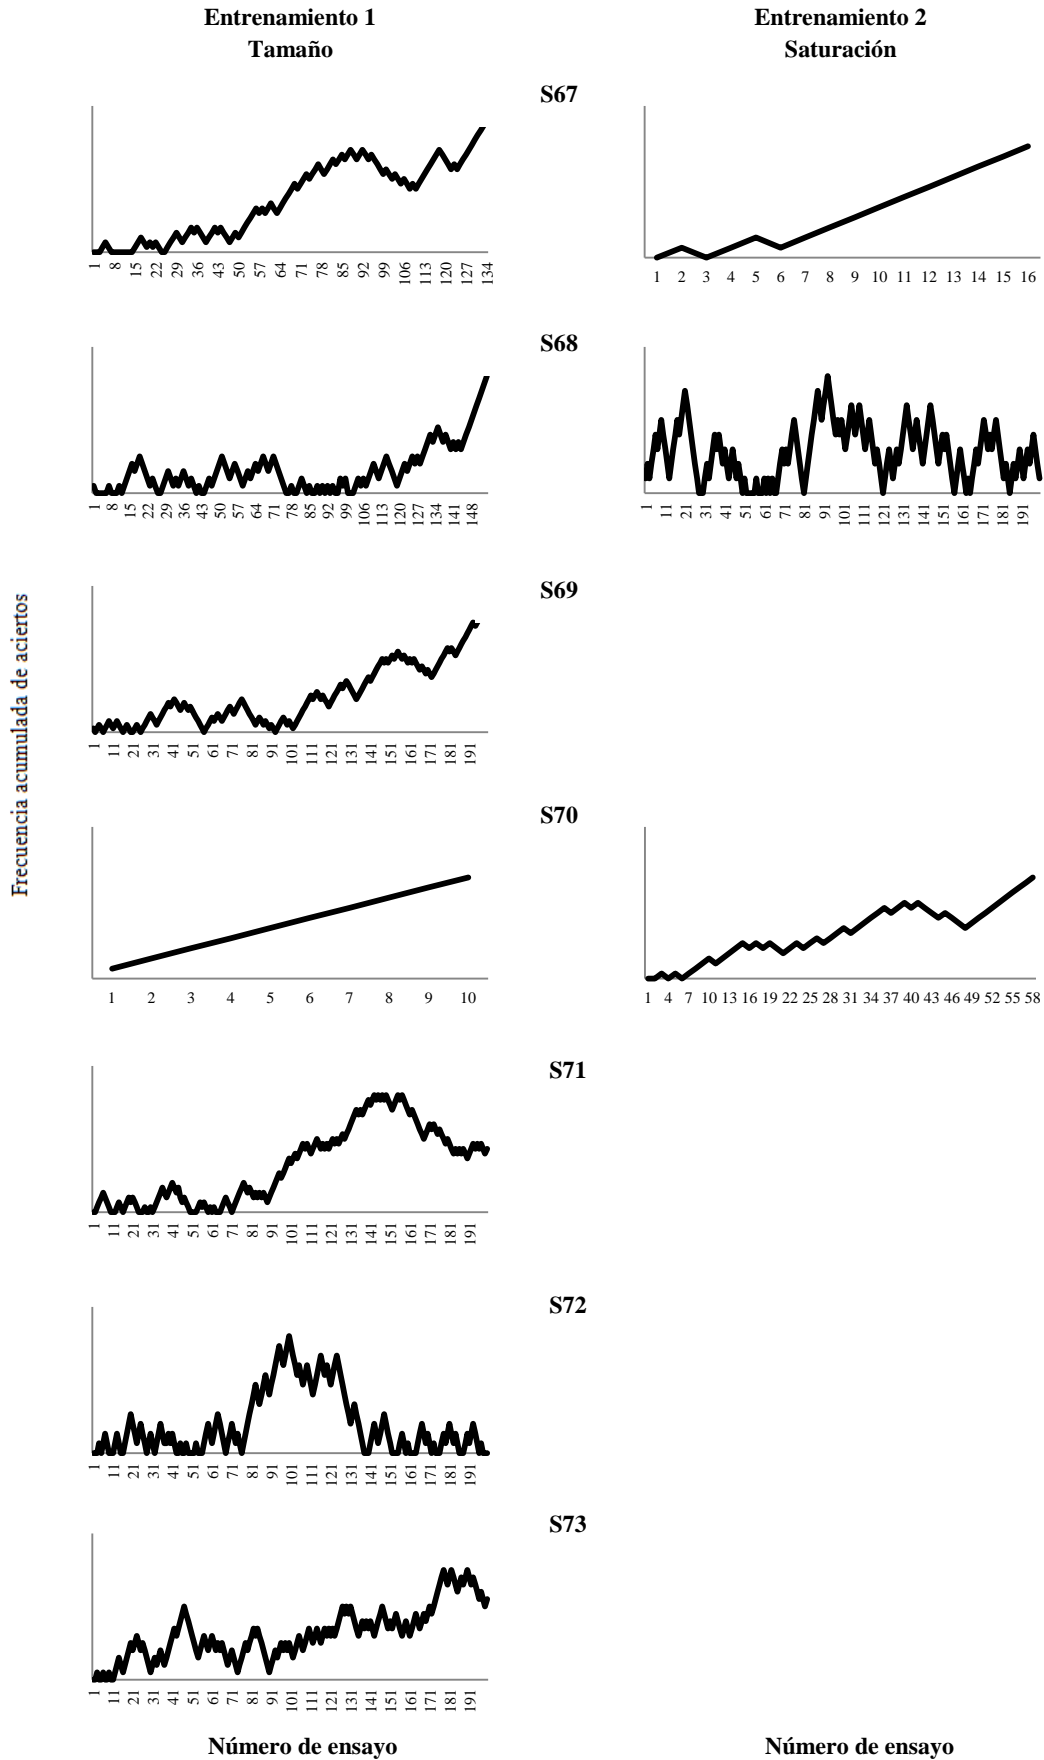 Entrenamiento 1
Tamaño
Entrenamiento 2
Saturación
Frecuencia acumulada de aciertos
S67
1 8 15 22 29 36 43 50 57 64 71 78 85 92 99 106 113 120 127 134
1 2 3 4 5 6 7 8 9 10 11 12 13 14 15 16
S68
1 8 15 22 29 36 43 50 57 64 71 78 85 92 99 106 113 120 127 134 141 148
1 11 21 31 41 51 61 71 81 91 101 111 121 131 141 151 161 171 181 191
S69
1 11 21 31 41 51 61 71 81 91 101 111 121 131 141 151 161 171 181 191
S70
1 2 3 4 5 6 7 8 9 10
1 4 7 10 13 16 19 22 25 28 31 34 37 40 43 46 49 52 55 58
S71
1 11 21 31 41 51 61 71 81 91 101 111 121 131 141 151 161 171 181 191
S72
1 11 21 31 41 51 61 71 81 91 101 111 121 131 141 151 161 171 181 191
S73
1 11 21 31 41 51 61 71 81 91 101 111 121 131 141 151 161 171 181 191
Número de ensayo
Número de ensayo